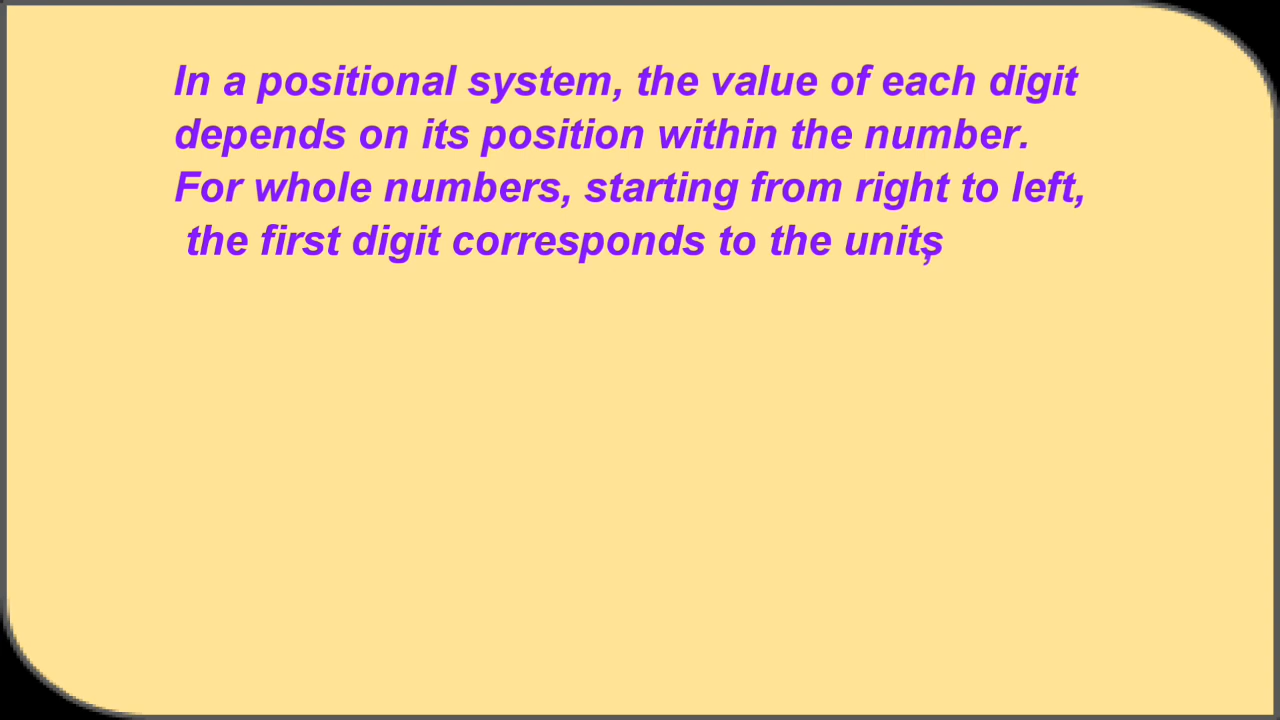 In a positional system, the value of each digit
depends on its position within the number.
For whole numbers, starting from right to left,
the first digit corresponds to the units,